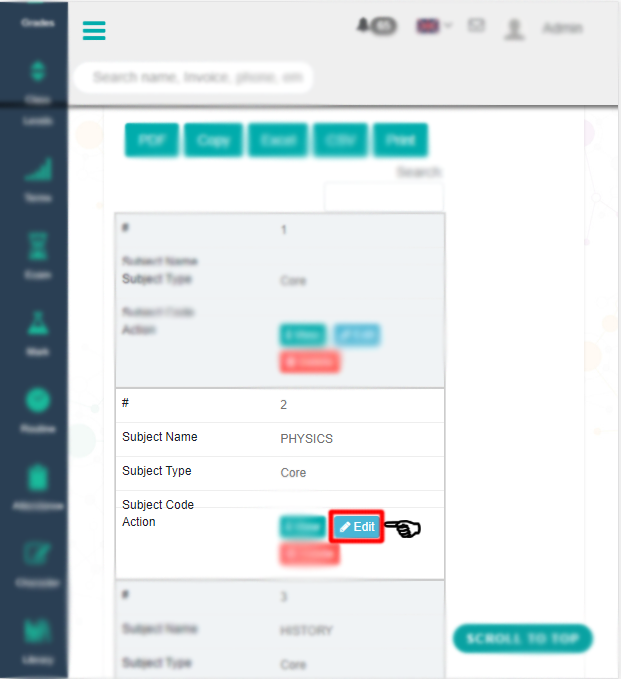 Grades
Admin
Search name, Invoice, phone, em
Class
Levels
Terms
Exam
Mark
Routine
Library
PDF Copy Excel CSV Print
Search
# 1
Subject Name
Subject Type Core
Subject Code
Action
View Edit
Delete
# 2
Subject Name PHYSICS
Subject Type Core
Subject Code
Action View Edit
Delete
# 3
Subject Name HISTORY
Subject Type Core
SCROLL TO TOP